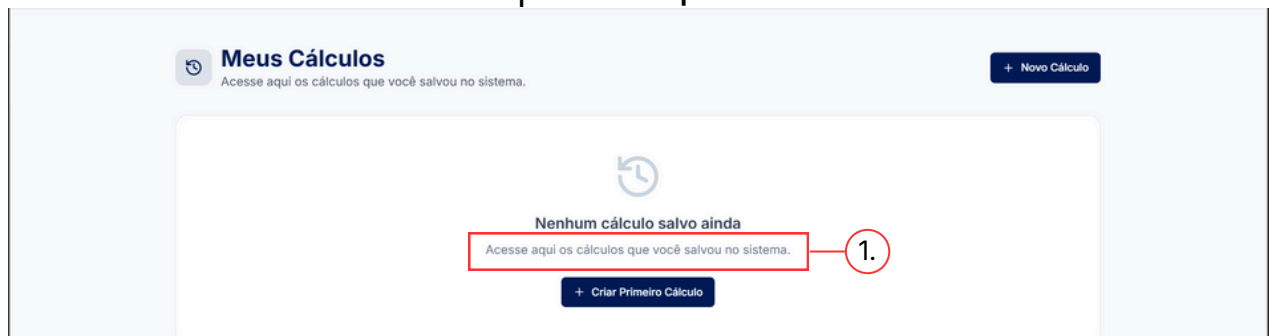 Meus Cálculos
Acesse aqui os cálculos que você salvou no sistema.
+ Novo Cálculo
Nenhum cálculo salvo ainda
Acesse aqui os cálculos que você salvou no sistema.
1.
+ Criar Primeiro Cálculo